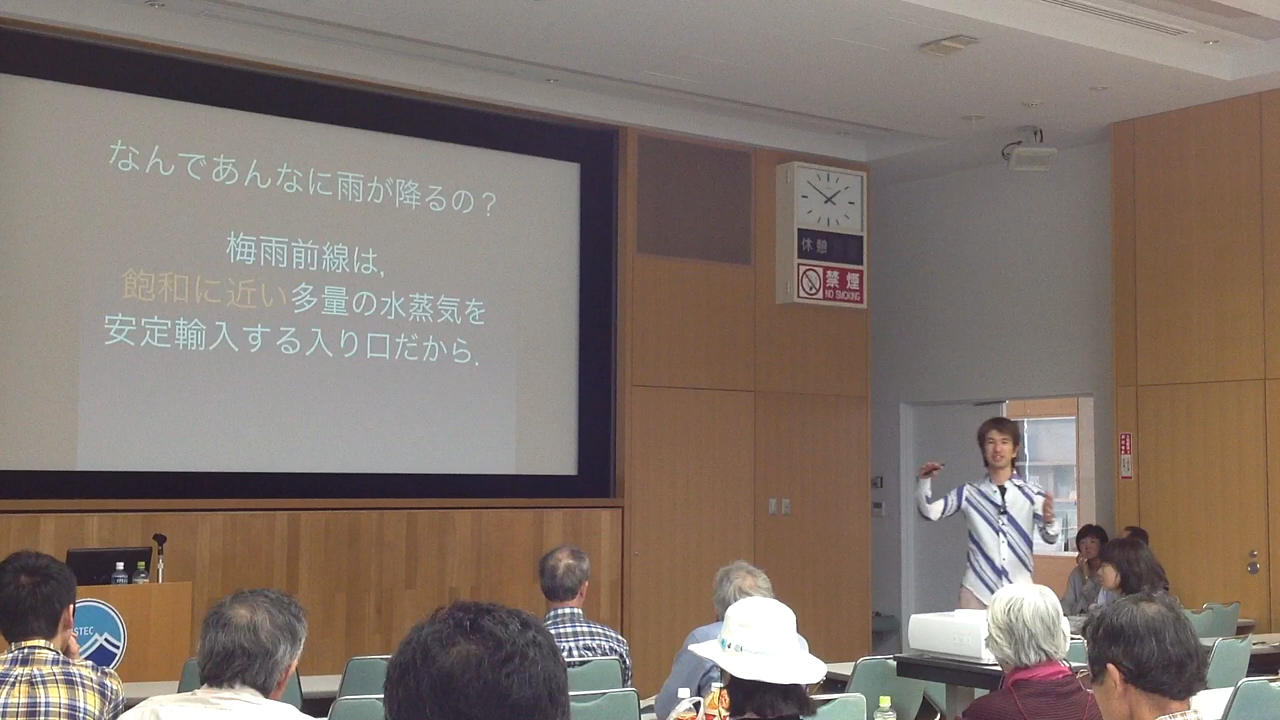 なんであんなに雨が降るの？
梅雨前線は,
飽和に近い多量の水蒸気を
安定輸入する入り口だから.
休憩
禁煙
NO SMOKING
STEC